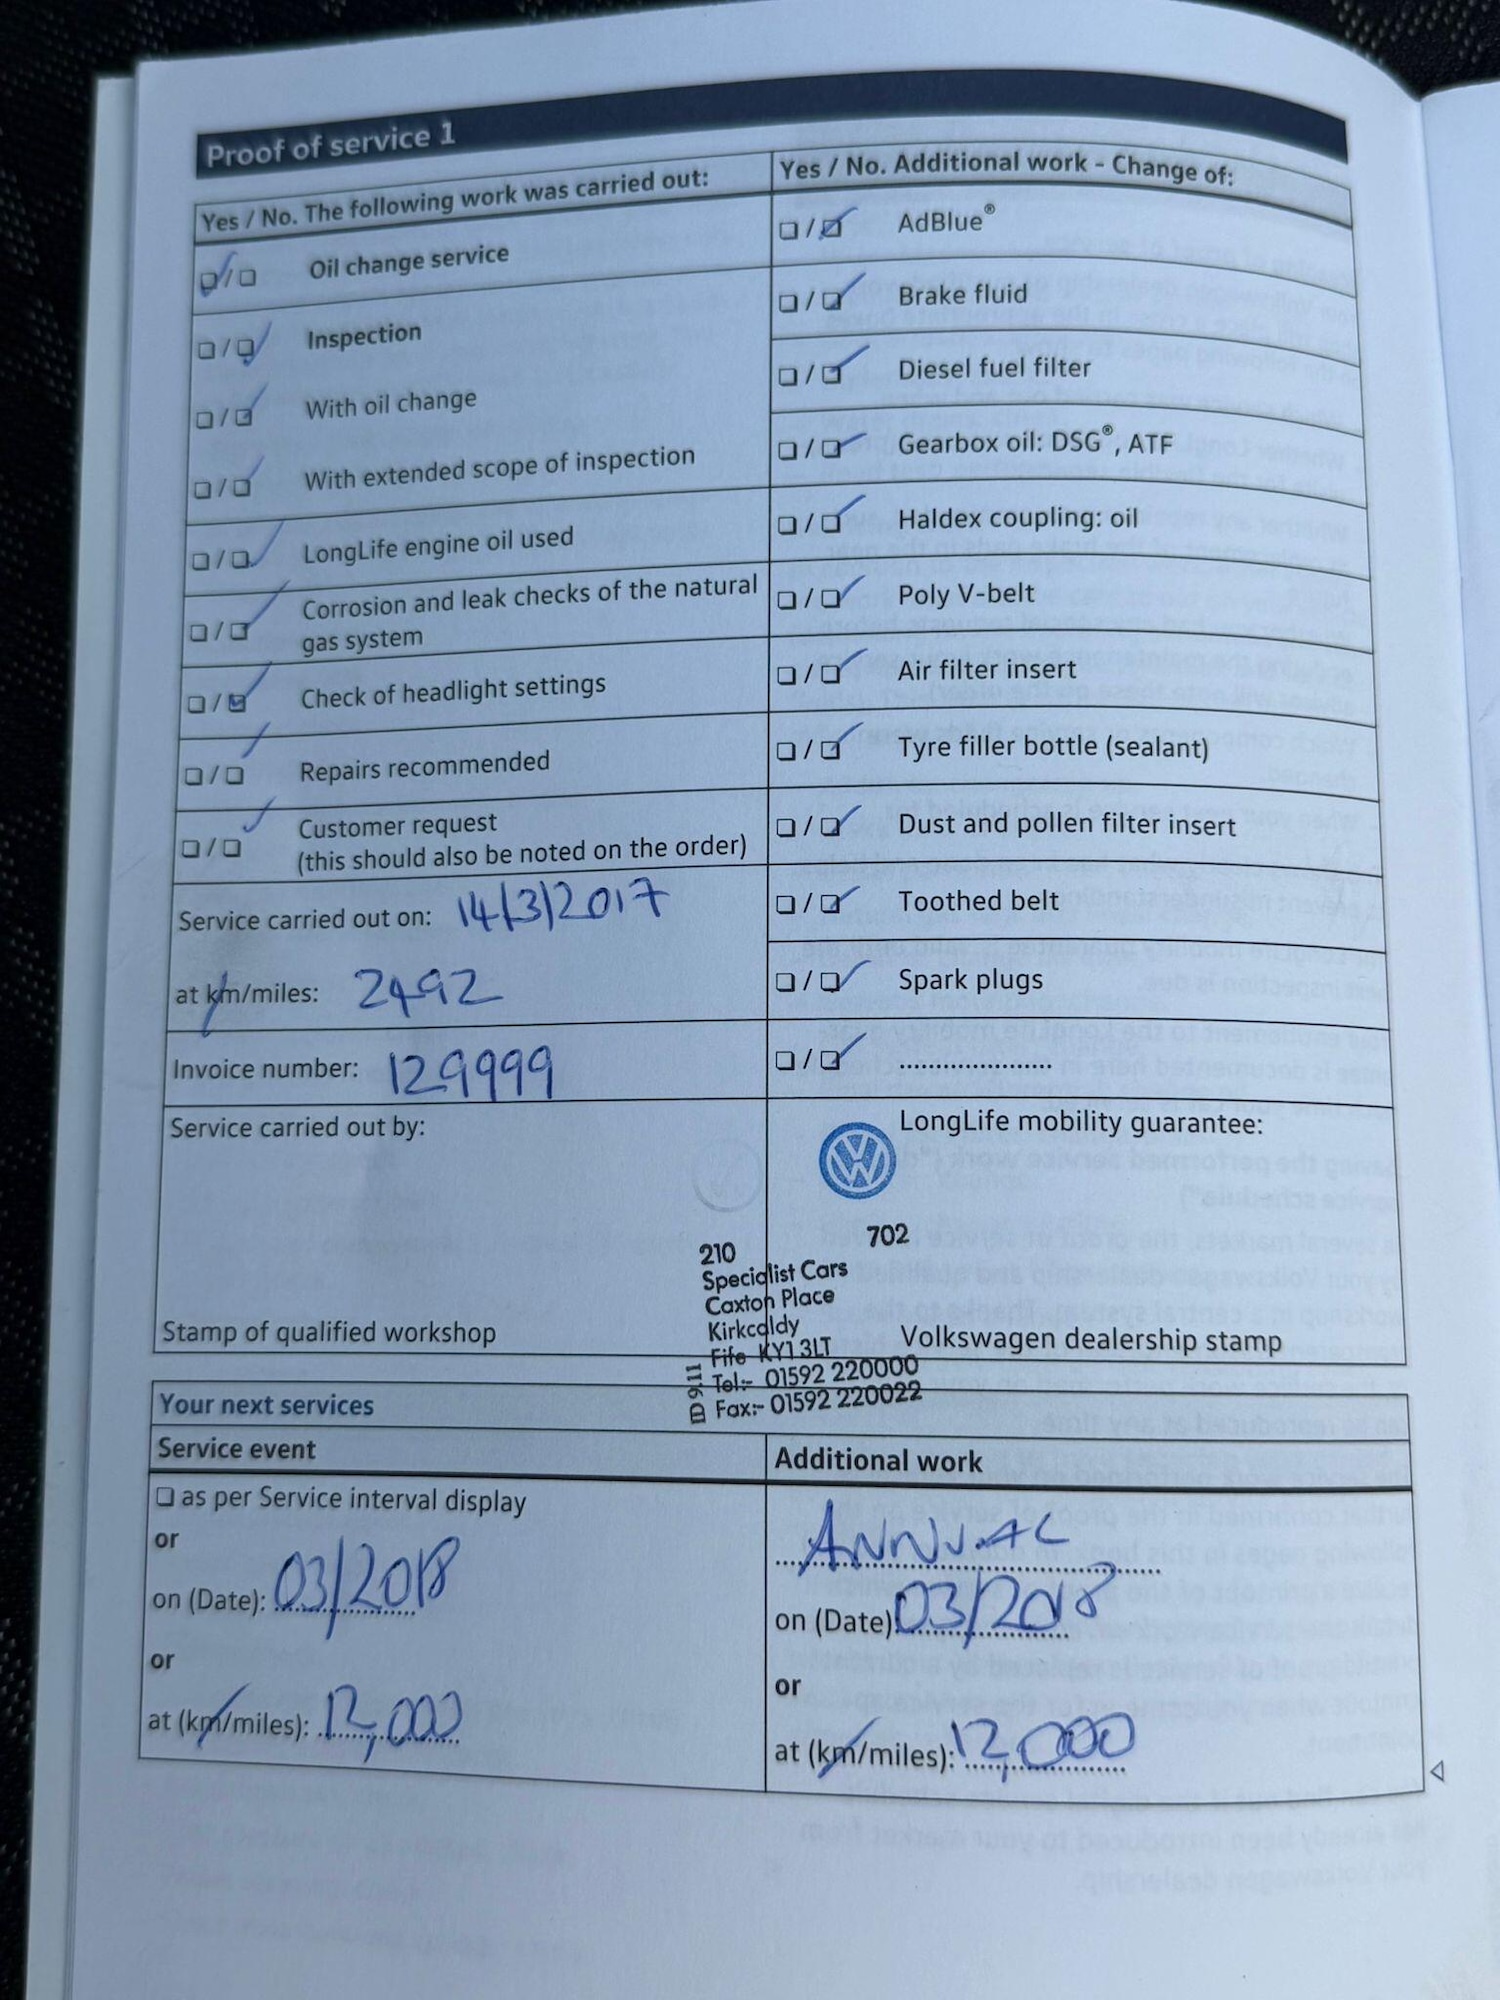 Proof of service 1
Yes / No. The following work was carried out:
Oil change service
Inspection
With oil change
With extended scope of inspection
LongLife engine oil used
Corrosion and leak checks of the natural
gas system
Check of headlight settings
Repairs recommended
Customer request
(this should also be noted on the order)
Service carried out on: 14/3/2017
at km/miles: 2492
Invoice number: 129999
Service carried out by:
Stamp of qualified workshop
Yes / No. Additional work - Change of:
AdBlue®
Brake fluid
Diesel fuel filter
Gearbox oil: DSG®, ATF
Haldex coupling: oil
Poly V-belt
Air filter insert
Tyre filler bottle (sealant)
Dust and pollen filter insert
Toothed belt
Spark plugs
LongLife mobility guarantee:
702
210
Specialist Cars
Caxton Place
Kirkcaldy
Fife KY1 3LT
Tel:- 01592 220000
Fax:- 01592 220022
Volkswagen dealership stamp
Your next services
Service event
as per Service interval display
or
on (Date): 03/2018
or
at (km/miles): 12,000
Additional work
ANNUAL
on (Date): 03/2018
or
at (km/miles): 12,000